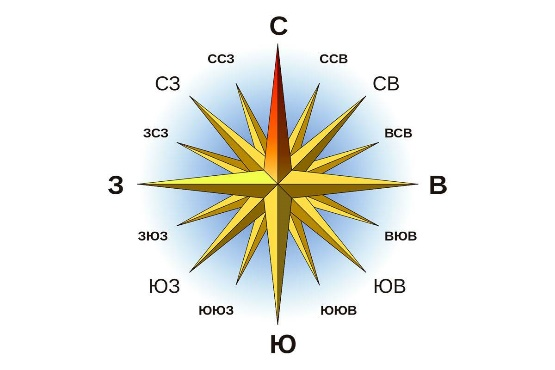 С
ССЗ ССВ
СЗ СВ
ЗСЗ ВСВ
З В
ЗЮЗ ВЮВ
ЮЗ ЮВ
ЮЮЗ ЮЮВ
Ю